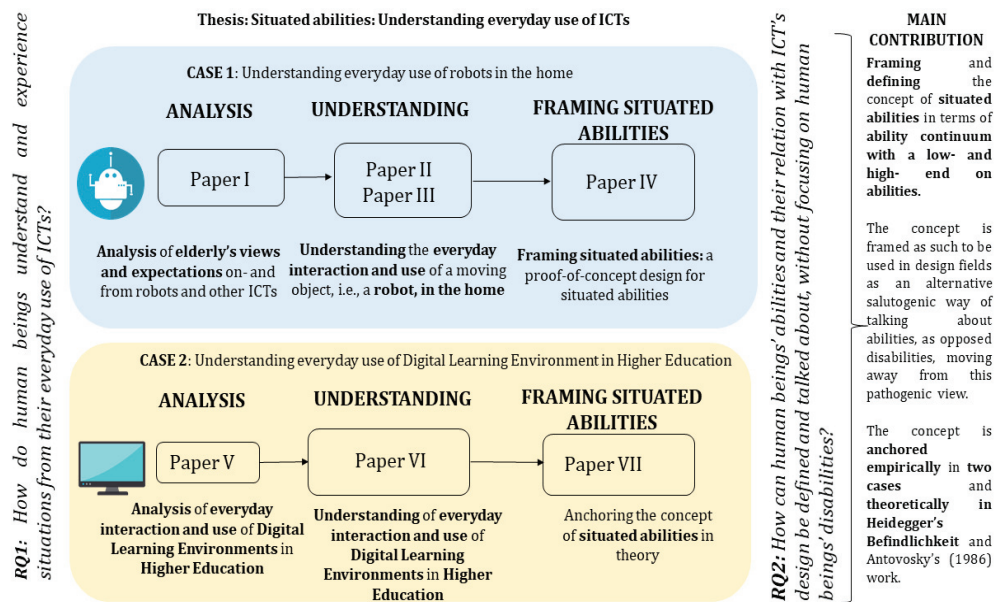 Thesis: Situated abilities: Understanding everyday use of ICTs
RQ1: How do human beings understand and experience
situations from their everyday use of ICTs?
CASE 1: Understanding everyday use of robots in the home
ANALYSIS
UNDERSTANDING
FRAMING SITUATED
ABILITIES
Paper I
Paper II
Paper III
Paper IV
Analysis of elderly's views
and expectations on- and
from robots and other ICTs
Understanding the everyday
interaction and use of a moving
object, i.e., a robot, in the home
Framing situated abilities: a
proof-of-concept design for
situated abilities
CASE 2: Understanding everyday use of Digital Learning Environment in Higher Education
ANALYSIS
UNDERSTANDING
FRAMING SITUATED
ABILITIES
Paper V
Paper VI
Paper VII
Analysis of everyday
interaction and use of Digital
Learning Environments in
Higher Education
Understanding of everyday
interaction and use of
Digital Learning
Environments in Higher
Education
Anchoring the concept
of situated abilities in
theory
RQ2: How can human beings' abilities and their relation with ICT's
design be defined and talked about, without focusing on human
beings' disabilities?
MAIN
CONTRIBUTION
Framing and
defining the
concept of situated
abilities in terms of
ability continuum
with a low- and
high- end on
abilities.
The concept is
framed as such to be
used in design fields
as an alternative
salutogenic way of
talking about
abilities, as opposed
disabilities, moving
away from this
pathogenic view.
The concept is
anchored
empirically in two
cases and
theoretically in
Heidegger's
Befindlichkeit and
Antovosky's (1986)
work.